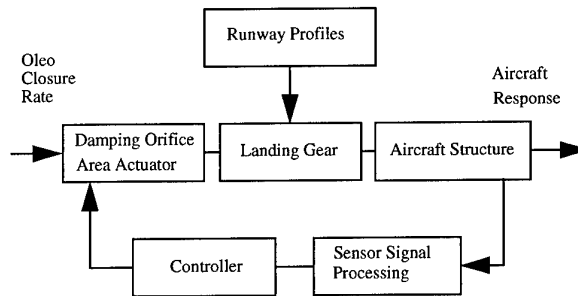 Runway Profiles
Oleo
Closure
Rate
Aircraft
Response
Damping Orifice
Area Actuator
Landing Gear
Aircraft Structure
Controller
Sensor Signal
Processing